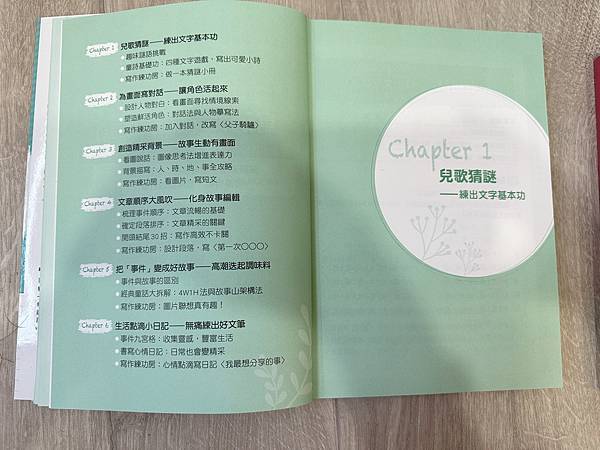 Chapter 1 兒歌猜謎——練出文字基本功
●趣味謎語挑戰
●童詩基礎功：四種文字遊戲，寫出可愛小詩
●寫作練功房：做一本猜謎小冊
Chapter 2 為畫面寫對話——讓角色活起來
●設計人物對白：看畫面尋找情境線索
●塑造鮮活角色：對話法與人物摹寫法
●寫作練功房：加入對話，改寫〈父子騎驢〉
Chapter 3 創造精采背景——故事生動有畫面
●看圖說話：圖像思考法增進表達力
●背景描寫：人、時、地、事全攻略
●寫作練功房：看圖片，寫短文
Chapter 4 文章順序大風吹——化身故事編輯
●梳理事件順序：文章流暢的基礎
●確定段落排序：文章精采的關鍵
●開頭結尾30招：寫作高效不卡關
●寫作練功房：設計段落，寫〈第一次○○○〉
Chapter 5 把「事件」變成好故事——高潮迭起調味料
●事件與故事的區別
●經典童話大拆解：4W1H法與故事山架構法
●寫作練功房：圖片聯想真有趣！
Chapter 6 生活點滴小日記——無痛練出好文筆
●事件九宮格：收集靈感，豐富生活
●書寫心情日記：日常也會變精采
●寫作練功房：心情點滴寫日記〈我最想分享的事〉
Chapter 1
兒歌猜謎
——練出文字基本功